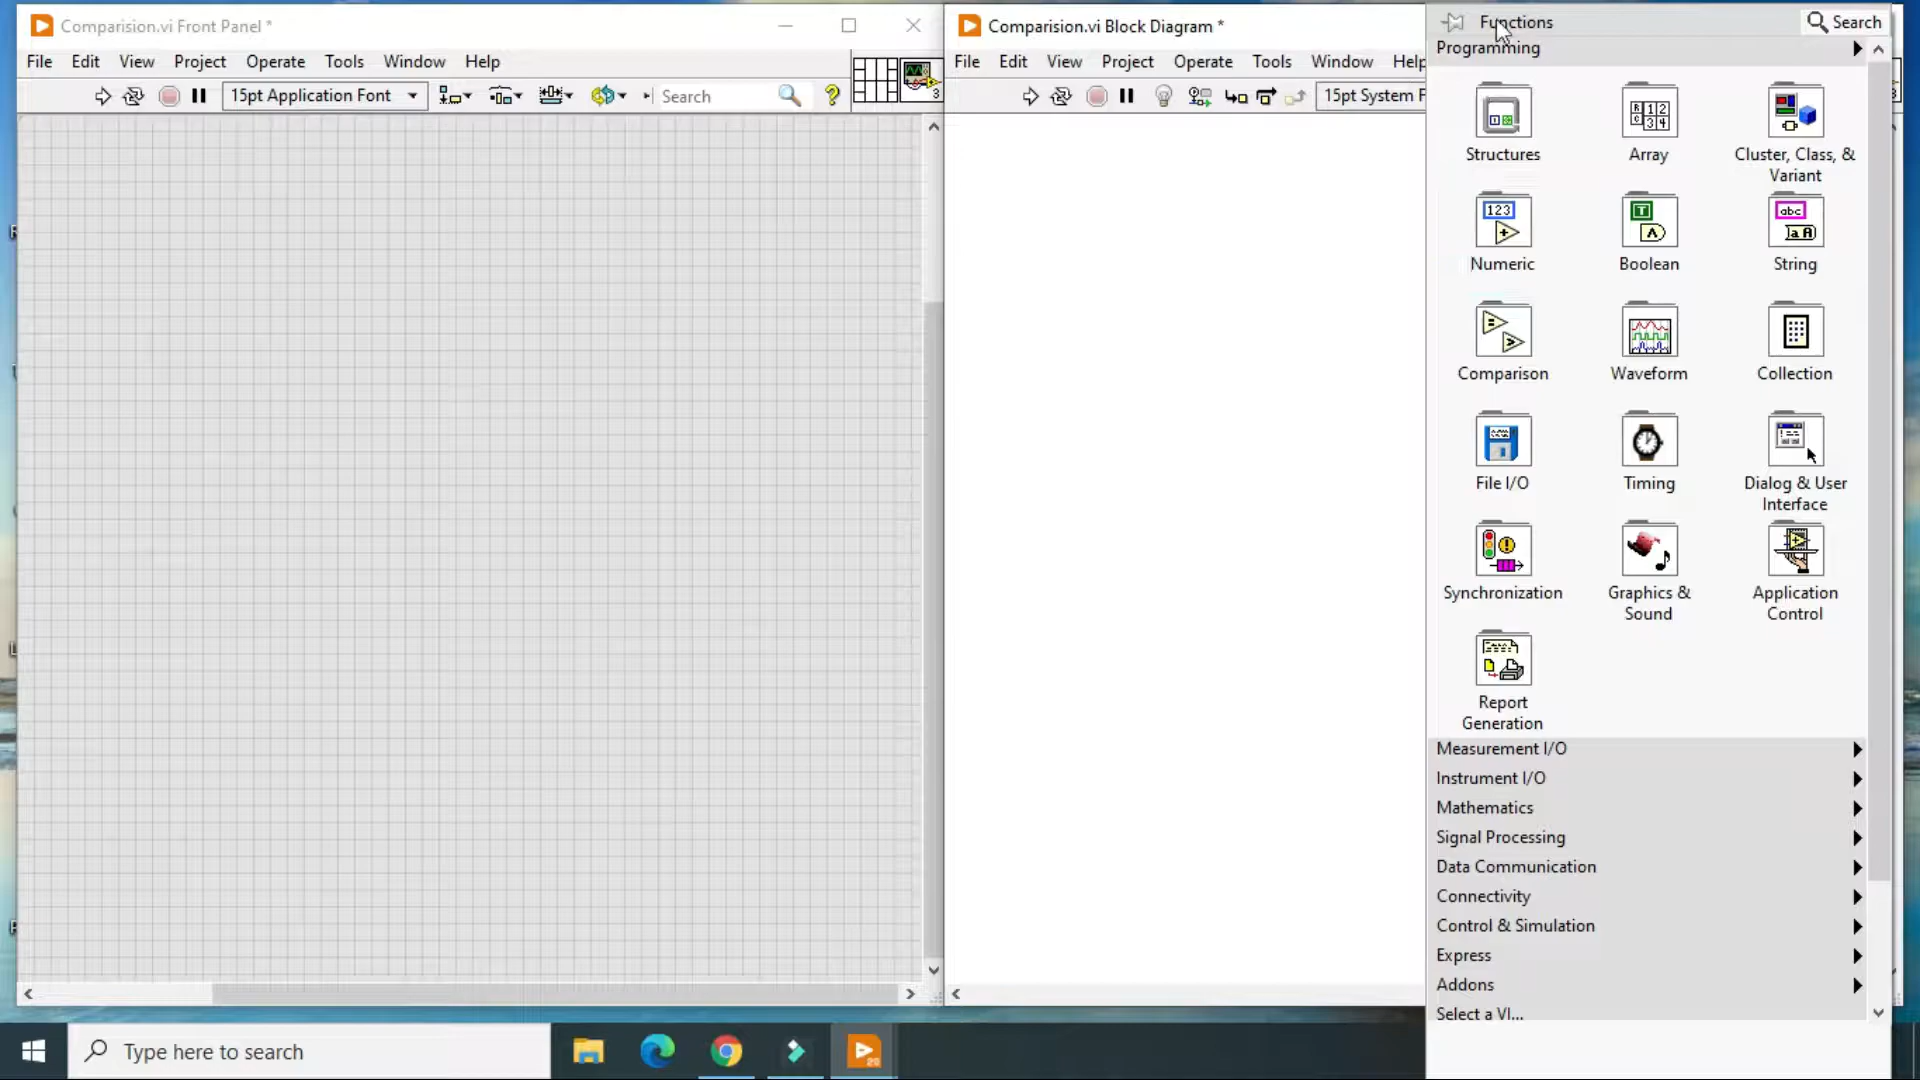 Comparision.vi Front Panel *
File Edit View Project Operate Tools Window Help
15pt Application Font
Search
3
Comparision.vi Block Diagram *
File Edit View Project Operate Tools Window Help
15pt System F
Functions
Search
Programming
Structures
Array
Cluster, Class, &
Variant
Numeric
Boolean
String
Comparison
Waveform
Collection
File I/O
Timing
Dialog & User
Interface
Synchronization
Graphics &
Sound
Application
Control
Report
Generation
Measurement I/O
Instrument I/O
Mathematics
Signal Processing
Data Communication
Connectivity
Control & Simulation
Express
Addons
Select a VI...
Type here to search